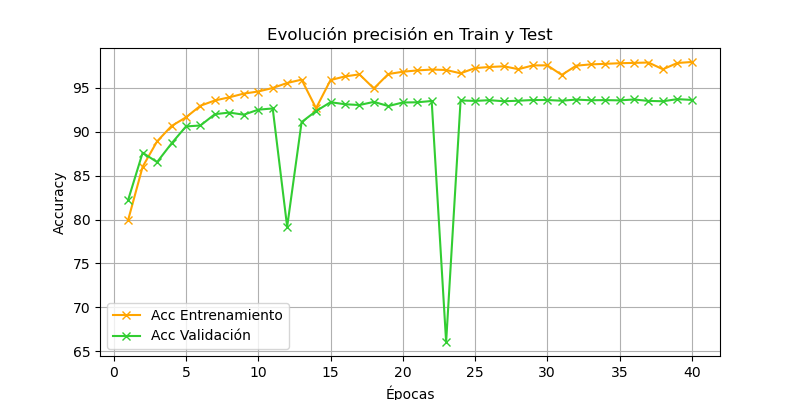 Evolución precisión en Train y Test
Accuracy
95
90
85
80
75
70
65
Acc Entrenamiento
Acc Validación
0 5 10 15 20 25 30 35 40
Épocas